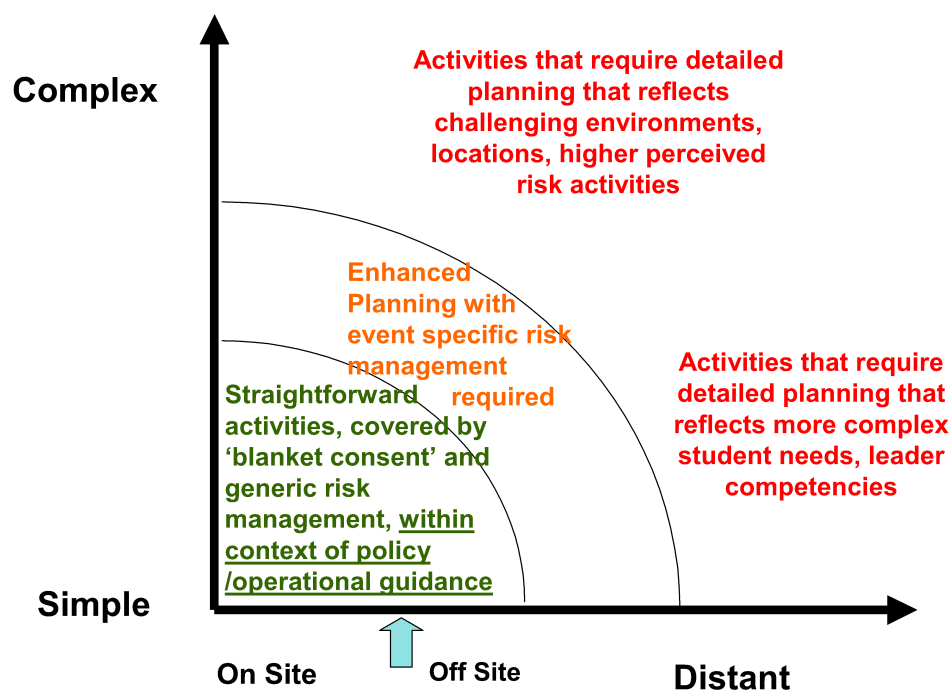 Complex
Activities that require detailed
planning that reflects
challenging environments,
locations, higher perceived
risk activities
Enhanced
Planning with
event specific risk
management
required
Activities that require
detailed planning that
reflects more complex
student needs, leader
competencies
Straightforward
activities, covered by
‘blanket consent’ and
generic risk
management, within
context of policy
/operational guidance
Simple
On Site
Off Site
Distant